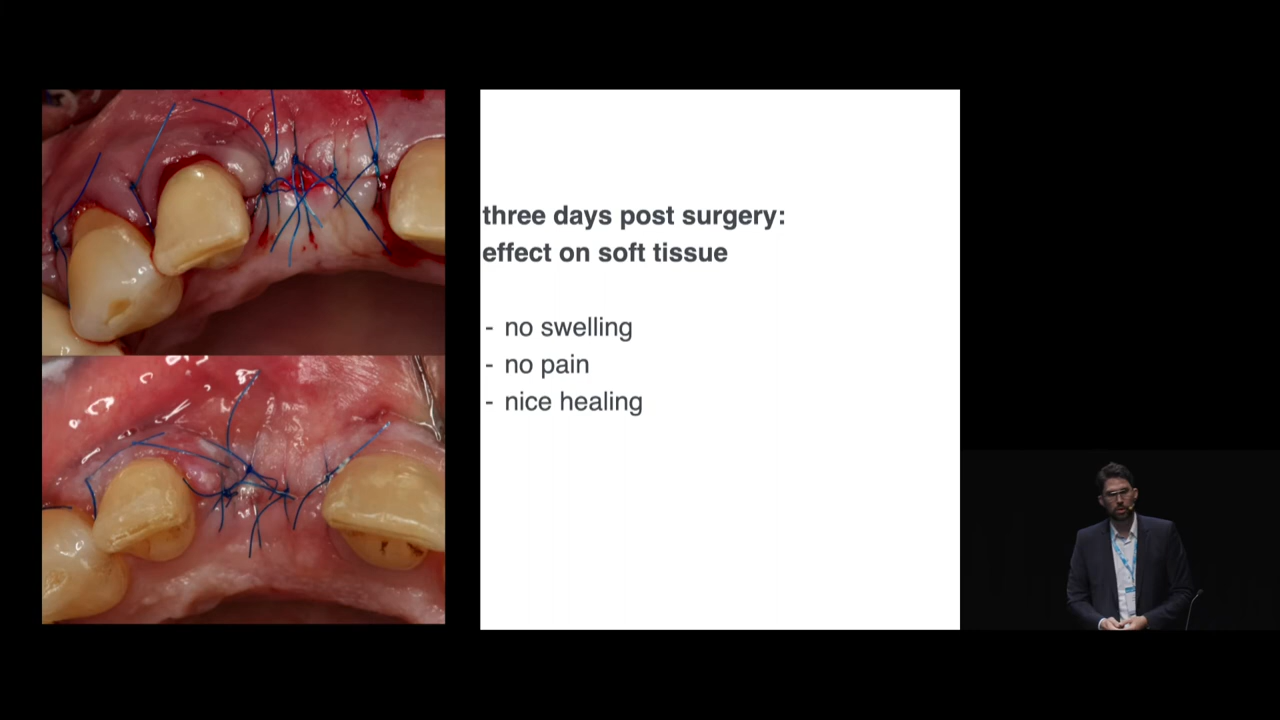 three days post surgery:
effect on soft tissue
- no swelling
- no pain
- nice healing